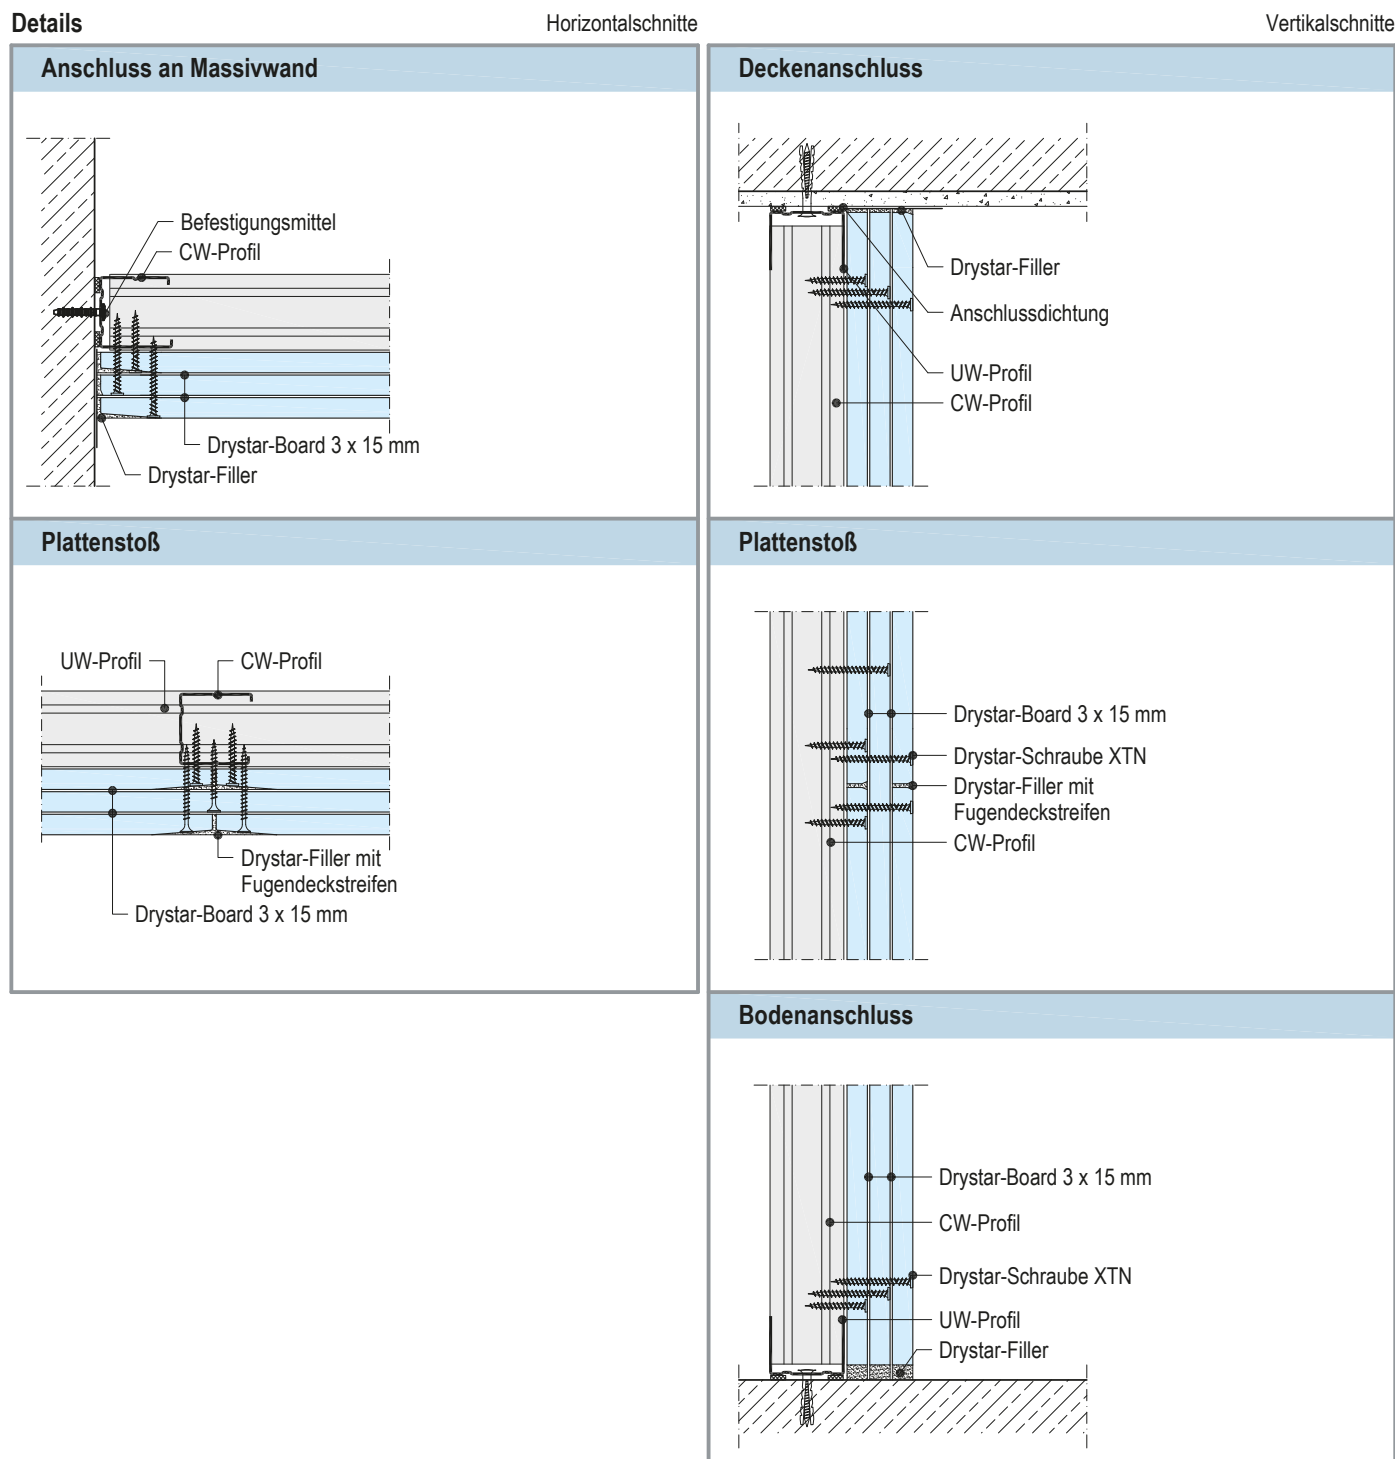 Details
Horizontalschnitte
Vertikalschnitte
Anschluss an Massivwand
Befestigungsmittel
CW-Profil
Drystar-Board 3 x 15 mm
Drystar-Filler
Deckenanschluss
Drystar-Filler
Anschlussdichtung
UW-Profil
CW-Profil
Plattenstoß
UW-Profil
CW-Profil
Drystar-Filler mit
Fugendeckstreifen
Drystar-Board 3 x 15 mm
Plattenstoß
Drystar-Board 3 x 15 mm
Drystar-Schraube XTN
Drystar-Filler mit
Fugendeckstreifen
CW-Profil
Bodenanschluss
Drystar-Board 3 x 15 mm
CW-Profil
Drystar-Schraube XTN
UW-Profil
Drystar-Filler